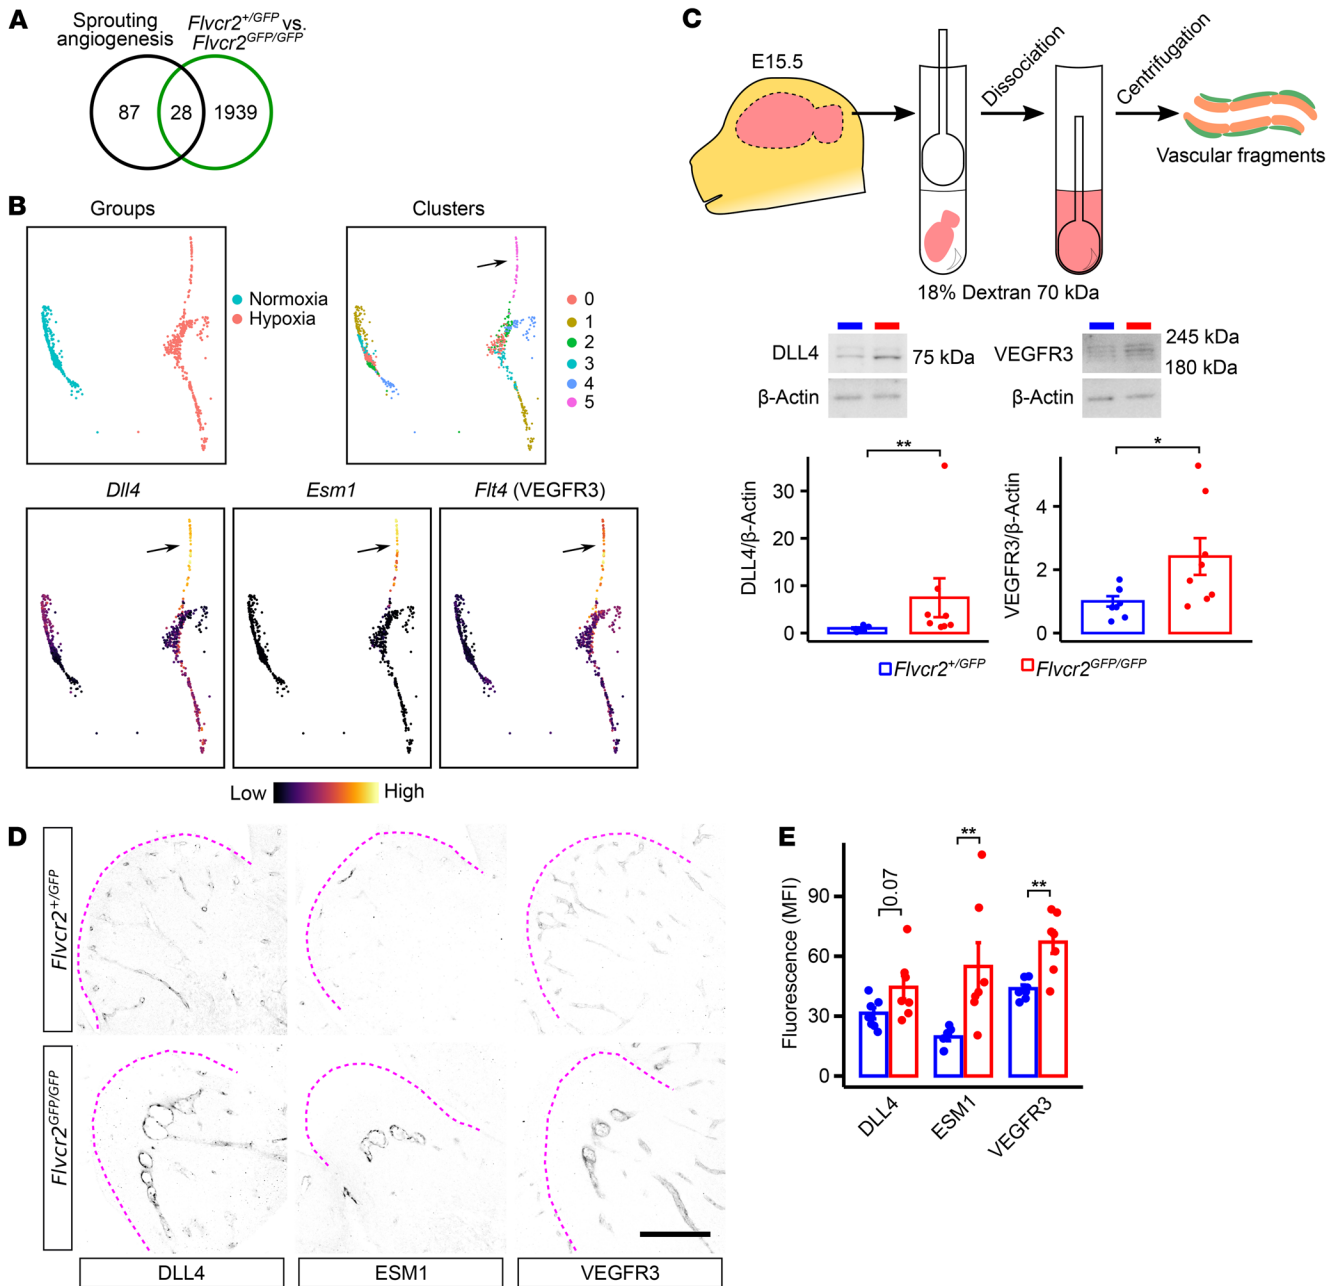 A
Sprouting angiogenesis
Flvcr2+/GFP vs. Flvcr2GFP/GFP
87
28
1939
B
Groups
Clusters
Normoxia
Hypoxia
0
1
2
3
4
5
Dll4
Esm1
Flt4 (VEGFR3)
Low
High
C
E15.5
Dissociation
Centrifugation
Vascular fragments
18% Dextran 70 kDa
DLL4
75 kDa
β-Actin
VEGFR3
245 kDa
180 kDa
β-Actin
**
DLL4/β-Actin
30
20
10
0
*
VEGFR3/β-Actin
4
2
0
Flvcr2+/GFP
Flvcr2GFP/GFP
D
Flvcr2+/GFP
Flvcr2GFP/GFP
DLL4
ESM1
VEGFR3
E
Fluorescence (MFI)
90
60
30
0
0.07
**
**
DLL4
ESM1
VEGFR3